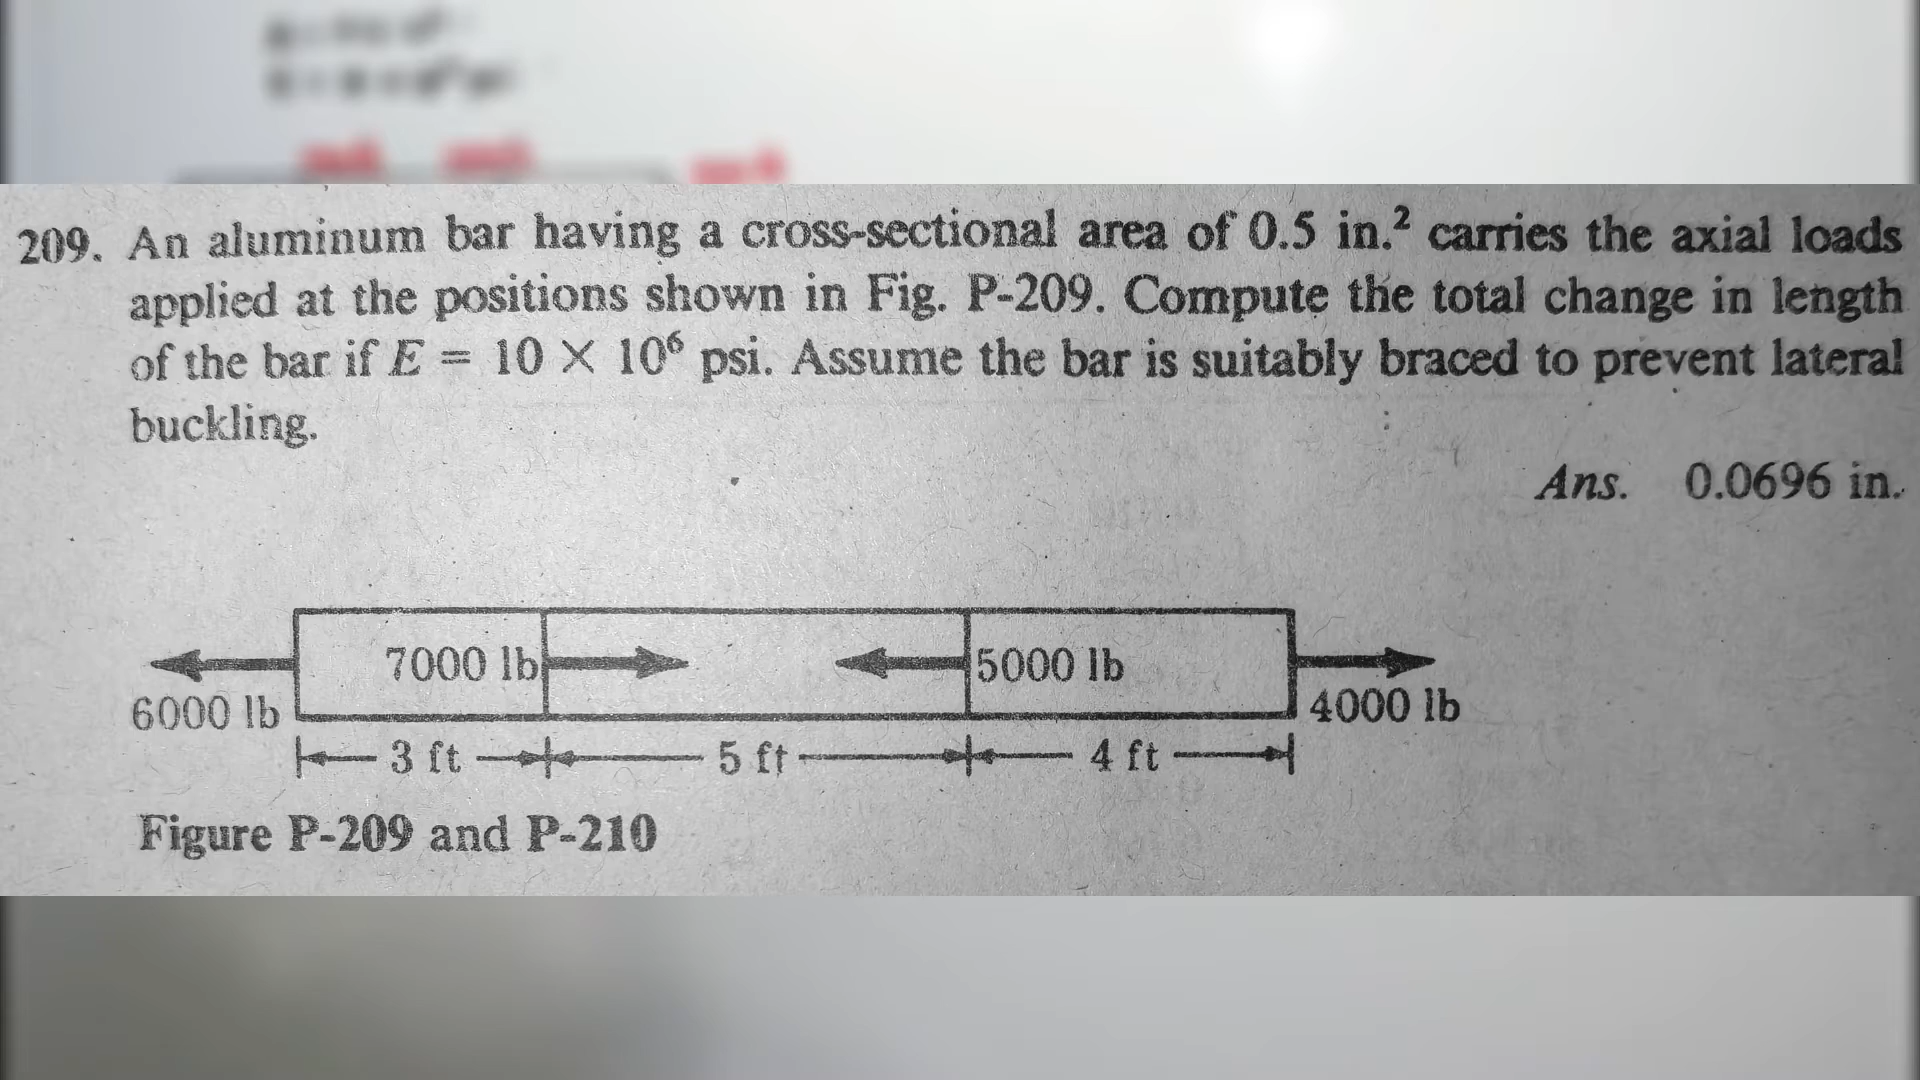 209. An aluminum bar having a cross-sectional area of 0.5 in.² carries the axial loads
applied at the positions shown in Fig. P-209. Compute the total change in length
of the bar if E = 10 × 10⁶ psi. Assume the bar is suitably braced to prevent lateral
buckling.
Ans. 0.0696 in.
7000 lb
5000 lb
6000 lb
4000 lb
3 ft
5 ft
4 ft
Figure P-209 and P-210